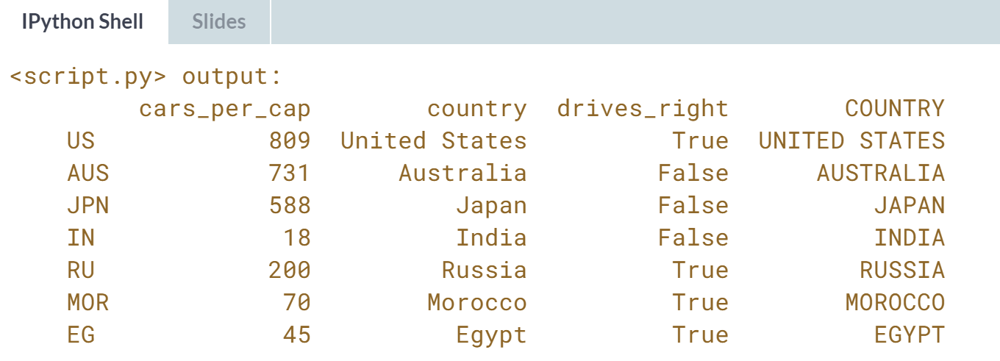 IPython Shell Slides
<script.py> output:
cars_per_cap country drives_right COUNTRY
US 809 United States True UNITED STATES
AUS 731 Australia False AUSTRALIA
JPN 588 Japan False JAPAN
IN 18 India False INDIA
RU 200 Russia True RUSSIA
MOR 70 Morocco True MOROCCO
EG 45 Egypt True EGYPT